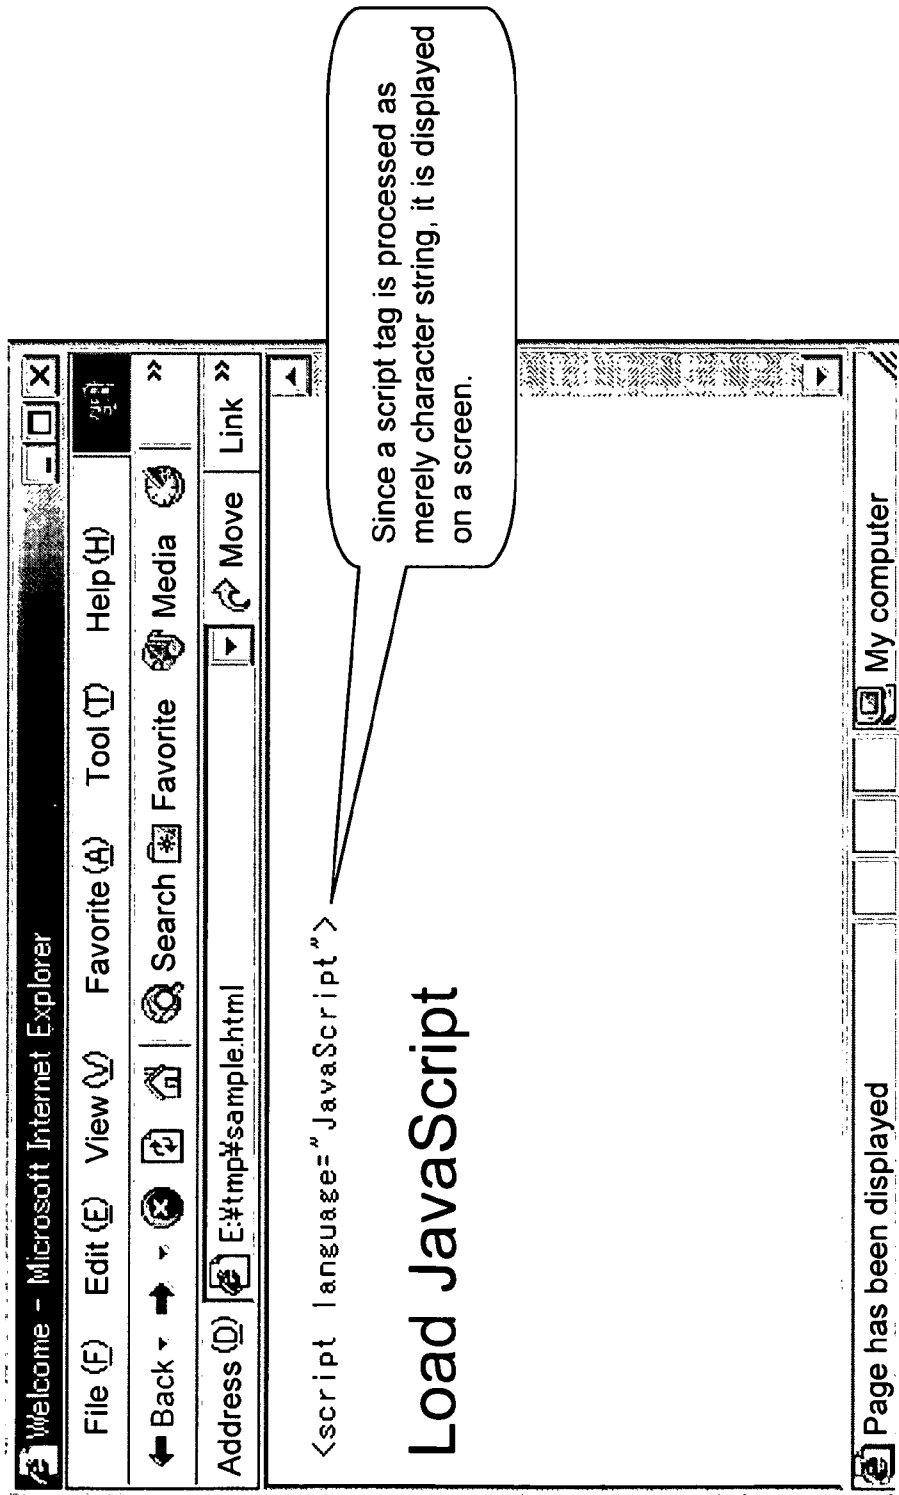 Welcome - Microsoft Internet Explorer
File (F) Edit (E) View (V) Favorite (A) Tool (T) Help (H)
Back Search Favorite Media »
Address (D) E:¥tmp¥sample.html Move Link »
<script language="JavaScript">
Load JavaScript
Since a script tag is processed as
merely character string, it is displayed
on a screen.
Page has been displayed My computer